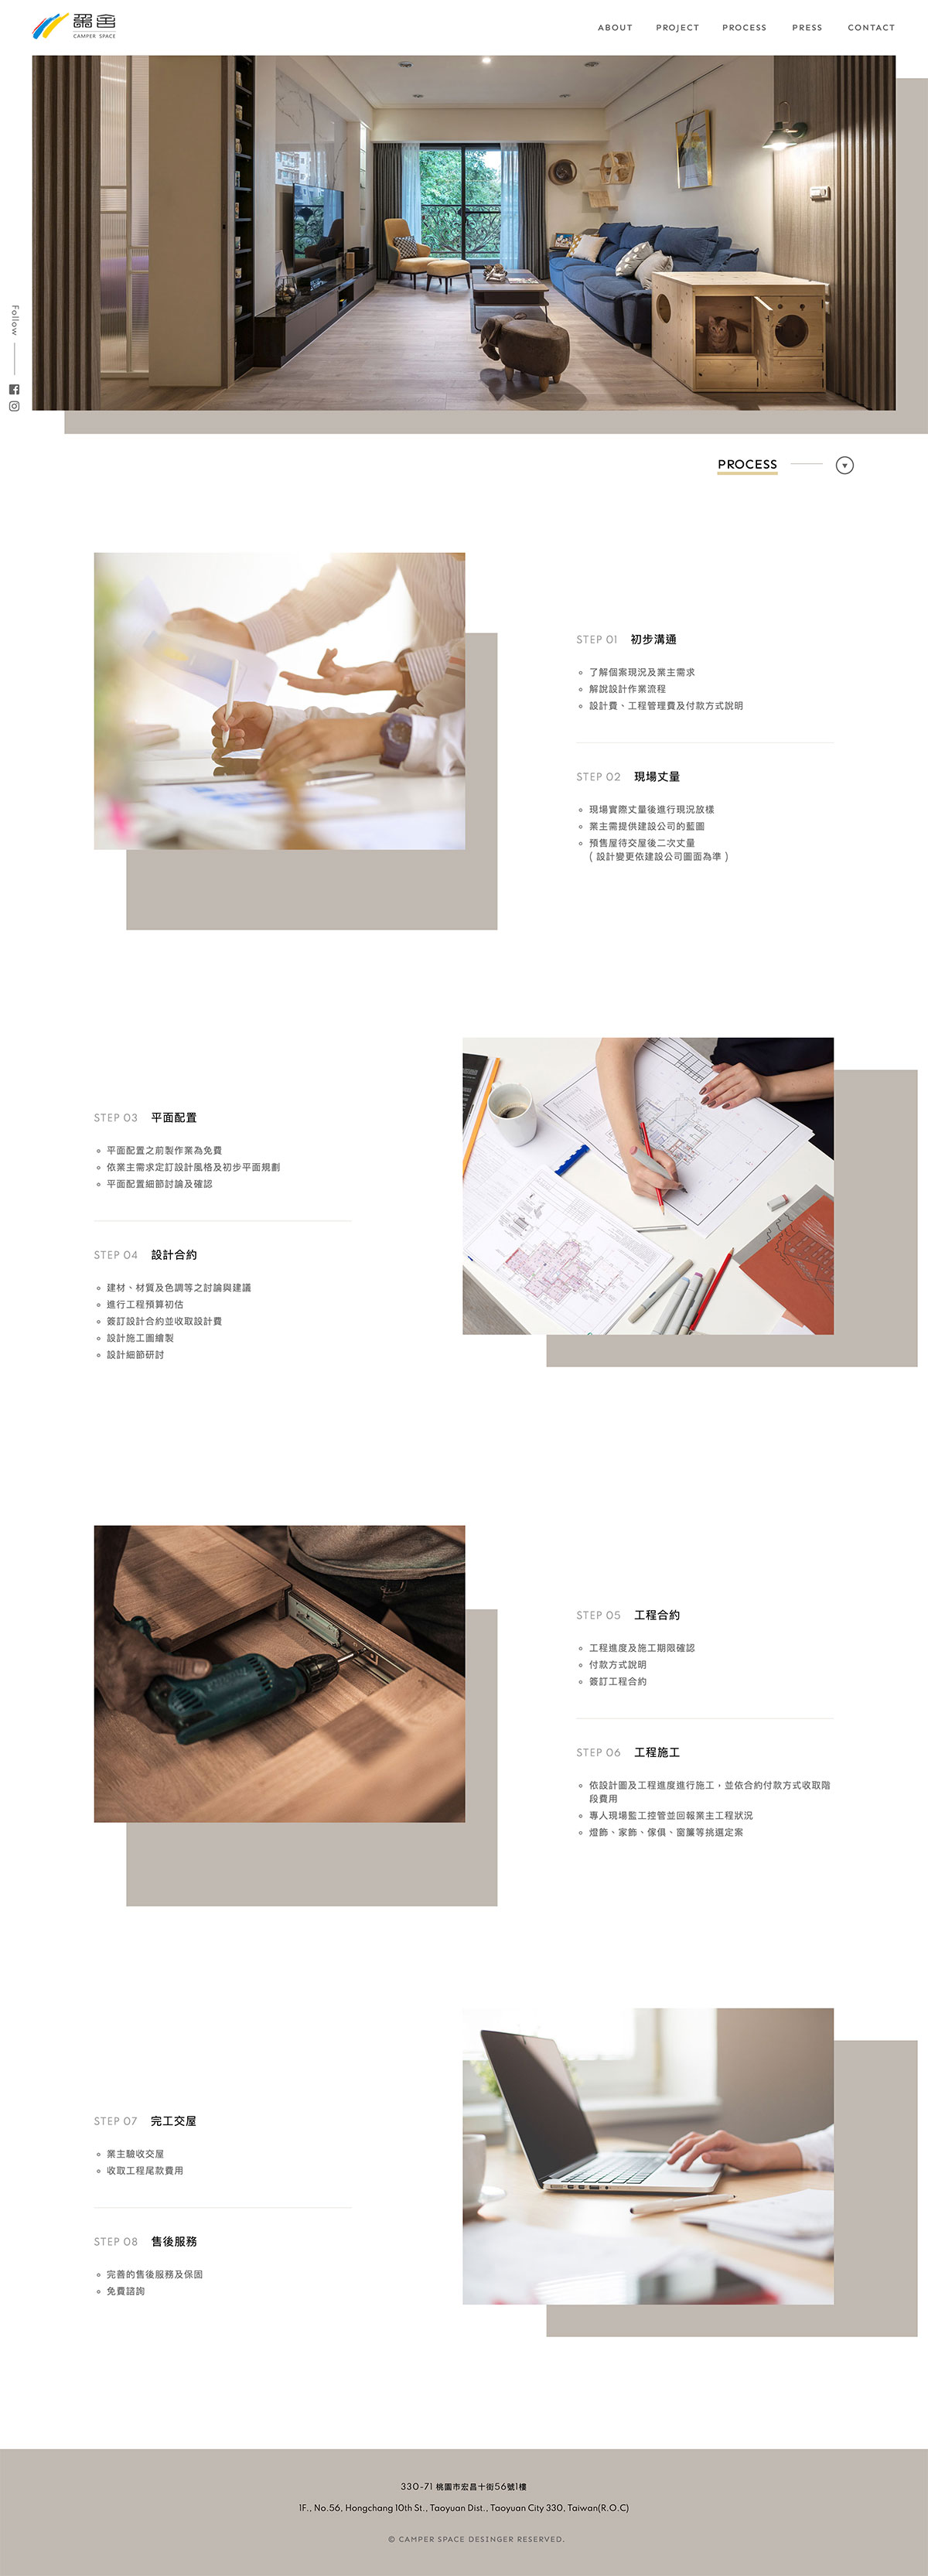 CAMPER SPACE
ABOUT PROJECT PROCESS PRESS CONTACT
Follow
PROCESS
STEP 01 初步溝通
了解個案現況及業主需求
解說設計作業流程
設計費、工程管理費及付款方式說明
STEP 02 現場丈量
現場實際丈量後進行現況放樣
業主需提供建設公司的藍圖
預售屋待交屋後二次丈量
( 設計變更依建設公司圖面為準 )
STEP 03 平面配置
平面配置之前製作業為免費
依業主需求定訂設計風格及初步平面規劃
平面配置細節討論及確認
STEP 04 設計合約
建材、材質及色調等之討論與建議
進行工程預算初估
簽訂設計合約並收取設計費
設計施工圖繪製
設計細節研討
STEP 05 工程合約
工程進度及施工期限確認
付款方式說明
簽訂工程合約
STEP 06 工程施工
依設計圖及工程進度進行施工，並依合約付款方式收取階
段費用
專人現場監工控管並回報業主工程狀況
燈飾、家飾、傢俱、窗簾等挑選定案
STEP 07 完工交屋
業主驗收交屋
收取工程尾款費用
STEP 08 售後服務
完善的售後服務及保固
免費諮詢
330-71 桃園市宏昌十街56號1樓
1F., No.56, Hongchang 10th St., Taoyuan Dist., Taoyuan City 330, Taiwan(R.O.C)
© CAMPER SPACE DESINGER RESERVED.